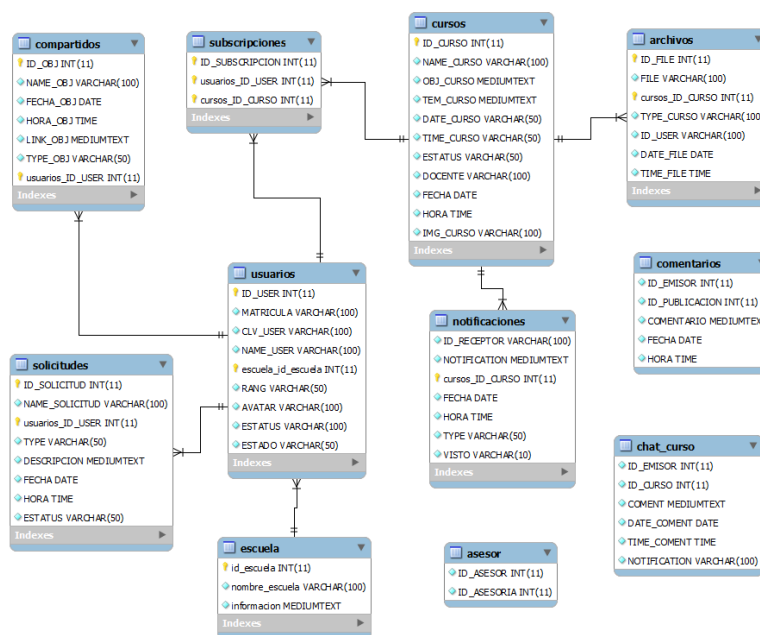 compartidos
ID_OBJ INT(11)
NAME_OBJ VARCHAR(100)
FECHA_OBJ DATE
HORA_OBJ TIME
LINK_OBJ MEDIUMTEXT
TYPE_OBJ VARCHAR(50)
usuarios_ID_USER INT(11)
Indexes
subscripciones
ID_SUBSCRIPCION INT(11)
usuarios_ID_USER INT(11)
cursos_ID_CURSO INT(11)
Indexes
cursos
ID_CURSO INT(11)
NAME_CURSO VARCHAR(100)
OBJ_CURSO MEDIUMTEXT
TEM_CURSO MEDIUMTEXT
DATE_CURSO VARCHAR(50)
TIME_CURSO VARCHAR(50)
ESTATUS VARCHAR(50)
DOCENTE VARCHAR(100)
FECHA DATE
HORA TIME
IMG_CURSO VARCHAR(100)
Indexes
archivos
ID_FILE INT(11)
FILE VARCHAR(100)
cursos_ID_CURSO INT(11)
TYPE_CURSO VARCHAR(100
ID_USER VARCHAR(100)
DATE_FILE DATE
TIME_FILE TIME
Indexes
usuarios
ID_USER INT(11)
MATRICULA VARCHAR(100)
CLV_USER VARCHAR(100)
NAME_USER VARCHAR(100)
escuela_id_escuela INT(11)
RANG VARCHAR(50)
AVATAR VARCHAR(100)
ESTATUS VARCHAR(100)
ESTADO VARCHAR(50)
Indexes
comentarios
ID_EMISOR INT(11)
ID_PUBLICACION INT(11)
COMENTARIO MEDIUMTEX
FECHA DATE
HORA TIME
notificaciones
ID_RECEPTOR VARCHAR(100)
NOTIFICATION MEDIUMTEXT
cursos_ID_CURSO INT(11)
FECHA DATE
HORA TIME
TYPE VARCHAR(50)
VISTO VARCHAR(10)
Indexes
solicitudes
ID_SOLICITUD INT(11)
NAME_SOLICITUD VARCHAR(100)
usuarios_ID_USER INT(11)
TYPE VARCHAR(50)
DESCRIPCION MEDIUMTEXT
FECHA DATE
HORA TIME
ESTATUS VARCHAR(50)
Indexes
chat_curso
ID_EMISOR INT(11)
ID_CURSO INT(11)
COMENT MEDIUMTEXT
DATE_COMENT DATE
TIME_COMENT TIME
NOTIFICATION VARCHAR(100)
escuela
id_escuela INT(11)
nombre_escuela VARCHAR(100)
informacion MEDIUMTEXT
Indexes
asesor
ID_ASESOR INT(11)
ID_ASESORIA INT(11)